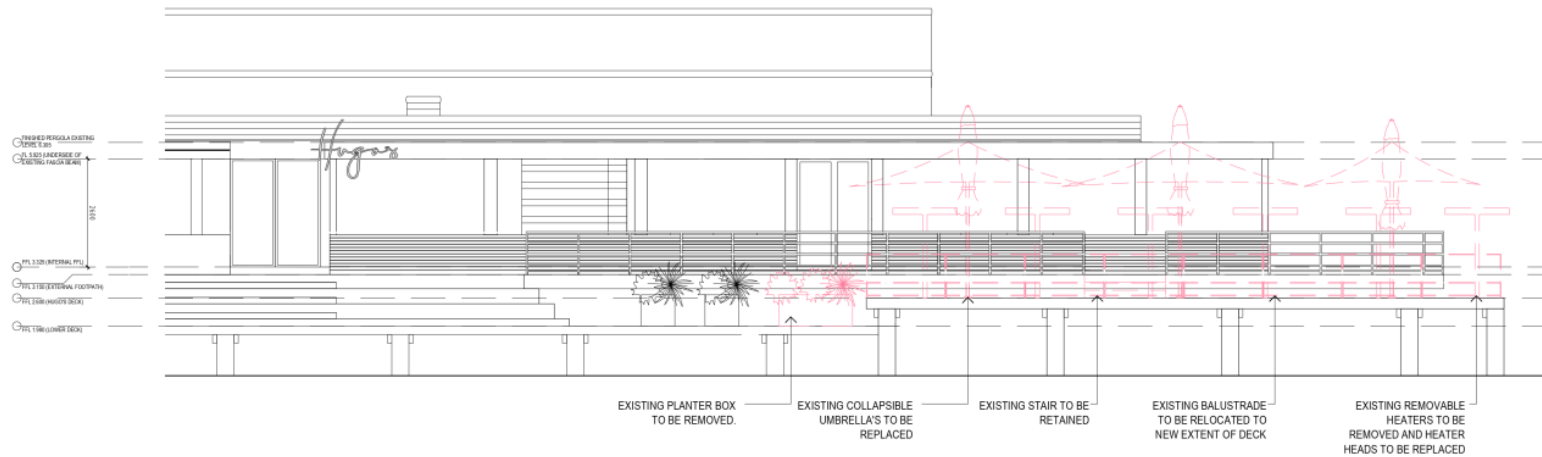 Hugos
FINISHED PERGOLA EXISTING
LEVEL 6.305
FL 5.925 (UNDERSIDE OF
EXISTING FASCIA BEAM)
2600
FFL 3.325 (INTERNAL FFL)
FFL 3.150 (EXTERNAL FOOTPATH)
FFL 2.600 (HUGO'S DECK)
FFL 1.980 (LOWER DECK)
EXISTING PLANTER BOX
TO BE REMOVED.
EXISTING COLLAPSIBLE
UMBRELLA'S TO BE
REPLACED
EXISTING STAIR TO BE
RETAINED
EXISTING BALUSTRADE
TO BE RELOCATED TO
NEW EXTENT OF DECK
EXISTING REMOVABLE
HEATERS TO BE
REMOVED AND HEATER
HEADS TO BE REPLACED